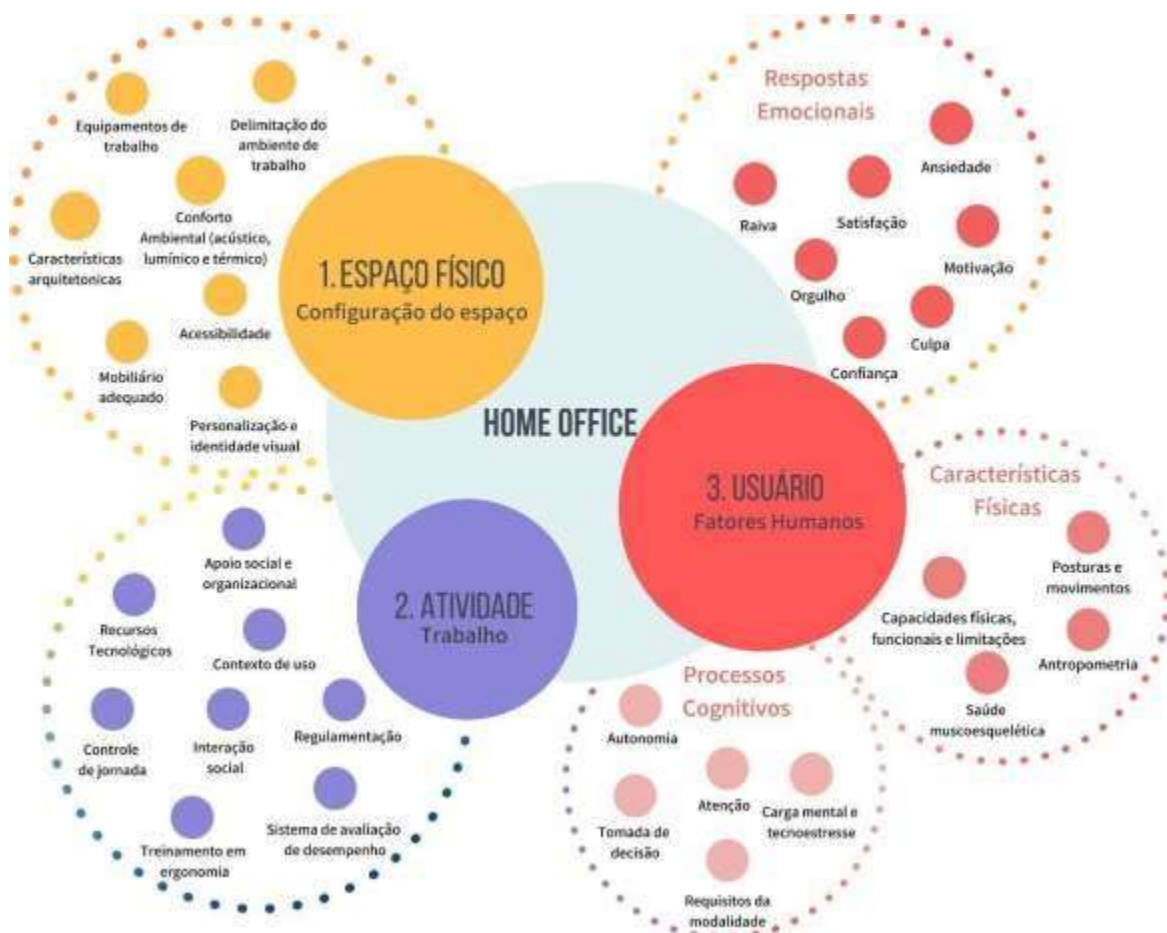 Equipamentos de
trabalho
Delimitação do
ambiente de
trabalho
Conforto
Ambiental (acústico,
lumínico e térmico)
Características
arquitetonicas
Acessibilidade
Mobiliário
adequado
Personalização e
identidade visual
1. ESPAÇO FÍSICO
Configuração do espaço
HOME OFICCE
2. ATIVIDADE
Trabalho
Apoio social e
organizacional
Recursos
Tecnológicos
Contexto de uso
Controle
de jornada
Interação
social
Regulamentação
Treinamento em
ergonomia
Sistema de avaliação
de desempenho
3. USUÁRIO
Fatores Humanos
Respostas
Emocionais
Ansiedade
Raiva
Satisfação
Motivação
Orgulho
Culpa
Confiança
Características
Físicas
Posturas e
movimentos
Capacidades físicas,
funcionais e limitações
Antropometria
Saúde
muscoesquelética
Processos
Cognitivos
Autonomia
Atenção
Carga mental e
tecnoestresse
Tomada de
decisão
Requisitos da
modalidade